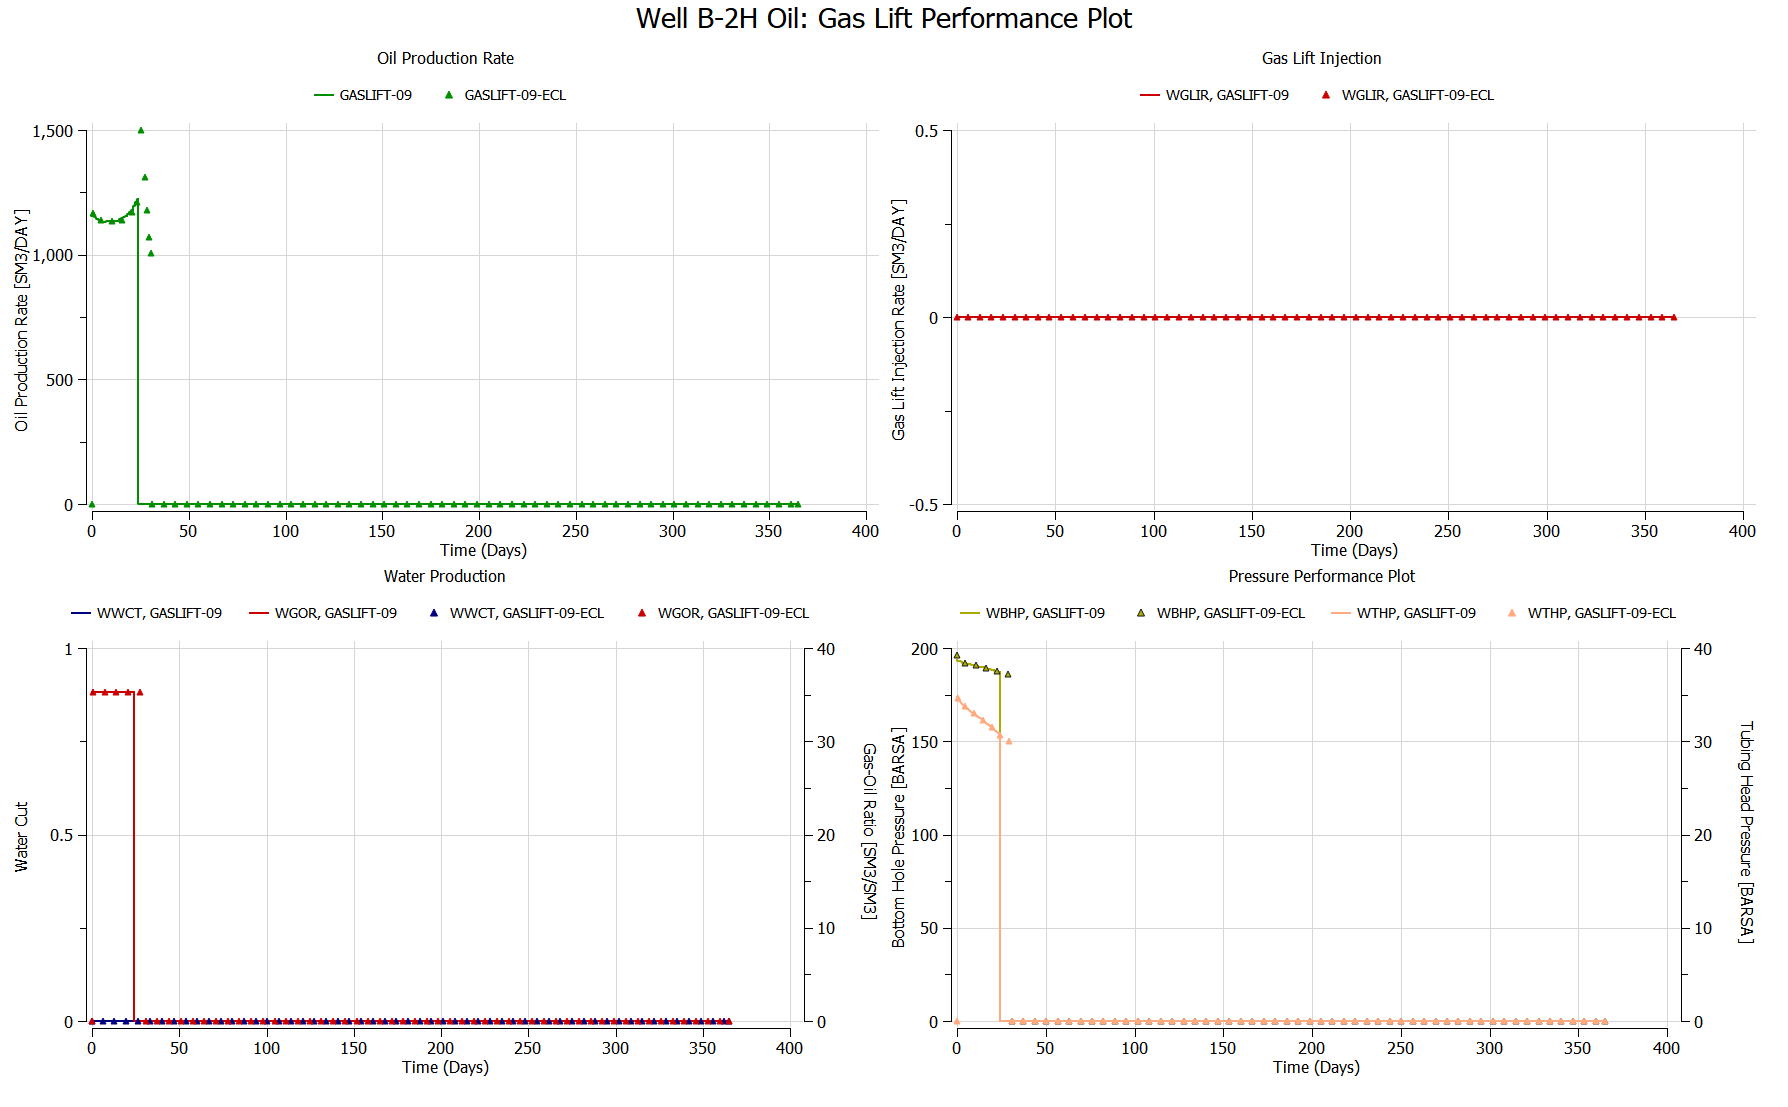 Well B-2H Oil: Gas Lift Performance Plot
Oil Production Rate
GASLIFT-09 GASLIFT-09-ECL
1,500
1,000
500
0
Oil Production Rate [SM3/DAY]
0 50 100 150 200 250 300 350 400
Time (Days)
Gas Lift Injection
WGLIR, GASLIFT-09 WGLIR, GASLIFT-09-ECL
0.5
0
-0.5
Gas Lift Injection Rate [SM3/DAY]
0 50 100 150 200 250 300 350 400
Time (Days)
Water Production
WWCT, GASLIFT-09 WGOR, GASLIFT-09 WWCT, GASLIFT-09-ECL WGOR, GASLIFT-09-ECL
1
0.5
0
Water Cut
40
30
20
10
0
Gas-Oil Ratio [SM3/SM3]
0 50 100 150 200 250 300 350 400
Time (Days)
Pressure Performance Plot
WBHP, GASLIFT-09 WBHP, GASLIFT-09-ECL WTHP, GASLIFT-09 WTHP, GASLIFT-09-ECL
200
150
100
50
0
Bottom Hole Pressure [BARSA]
40
30
20
10
0
Tubing Head Pressure [BARSA]
0 50 100 150 200 250 300 350 400
Time (Days)